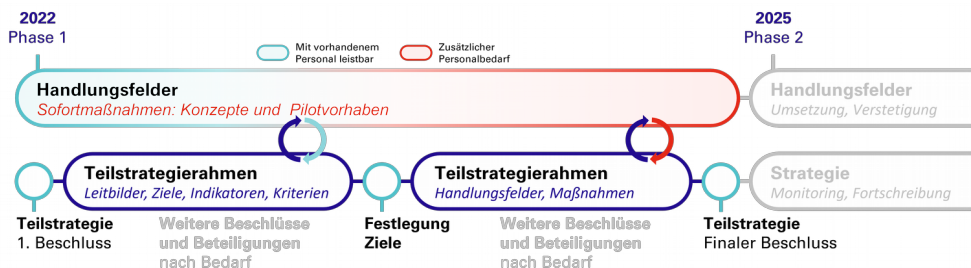 2022
Phase 1
2025
Phase 2
Mit vorhandenem
Personal leistbar
Zusätzlicher
Personalbedarf
Handlungsfelder
Sofortmaßnahmen: Konzepte und Pilotvorhaben
Handlungsfelder
Umsetzung, Verstetigung
Teilstrategierahmen
Leitbilder, Ziele, Indikatoren, Kriterien
Teilstrategierahmen
Handlungsfelder, Maßnahmen
Strategie
Monitoring, Fortschreibung
Teilstrategie
1. Beschluss
Weitere Beschlüsse
und Beteiligungen
nach Bedarf
Festlegung
Ziele
Weitere Beschlüsse
und Beteiligungen
nach Bedarf
Teilstrategie
Finaler Beschluss